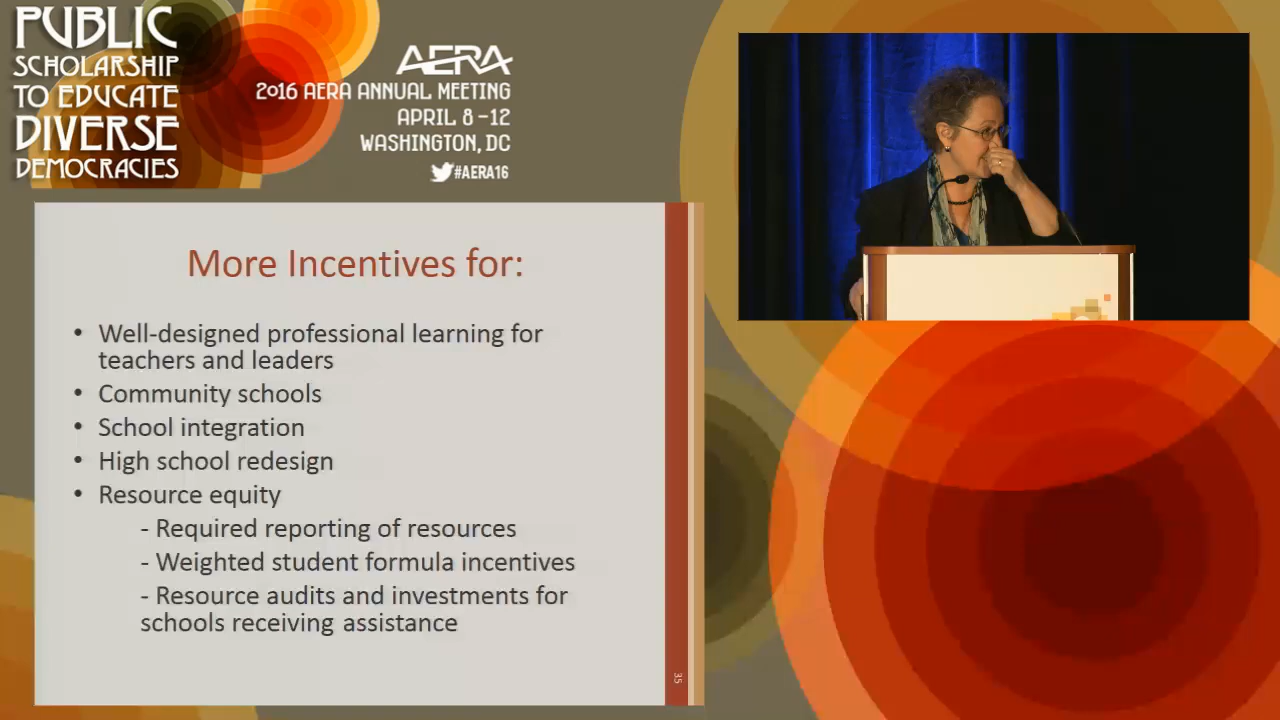 PUBLIC
SCHOLARSHIP
TO EDUCATE
DIVERSE
DEMOCRACIES
AERA
2016 AERA ANNUAL MEETING
APRIL 8-12
WASHINGTON, DC
#AERA16
More Incentives for:
• Well-designed professional learning for
teachers and leaders
• Community schools
• School integration
• High school redesign
• Resource equity
- Required reporting of resources
- Weighted student formula incentives
- Resource audits and investments for
schools receiving assistance
35